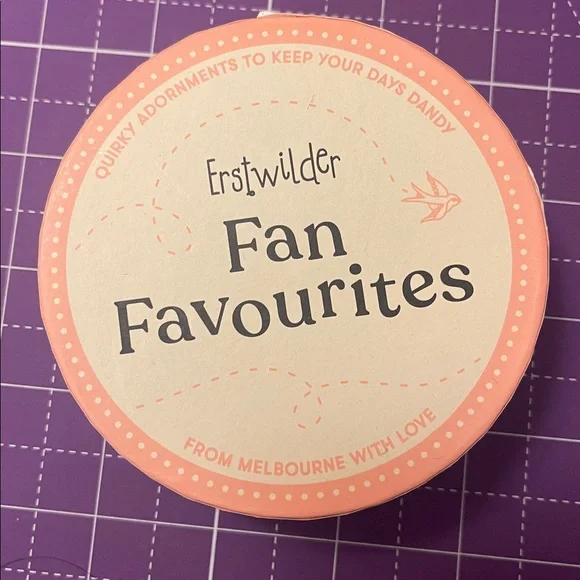 QUIRKY ADORNMENTS TO KEEP YOUR DAYS DANDY
Erstwilder
Fan
Favourites
FROM MELBOURNE WITH LOVE